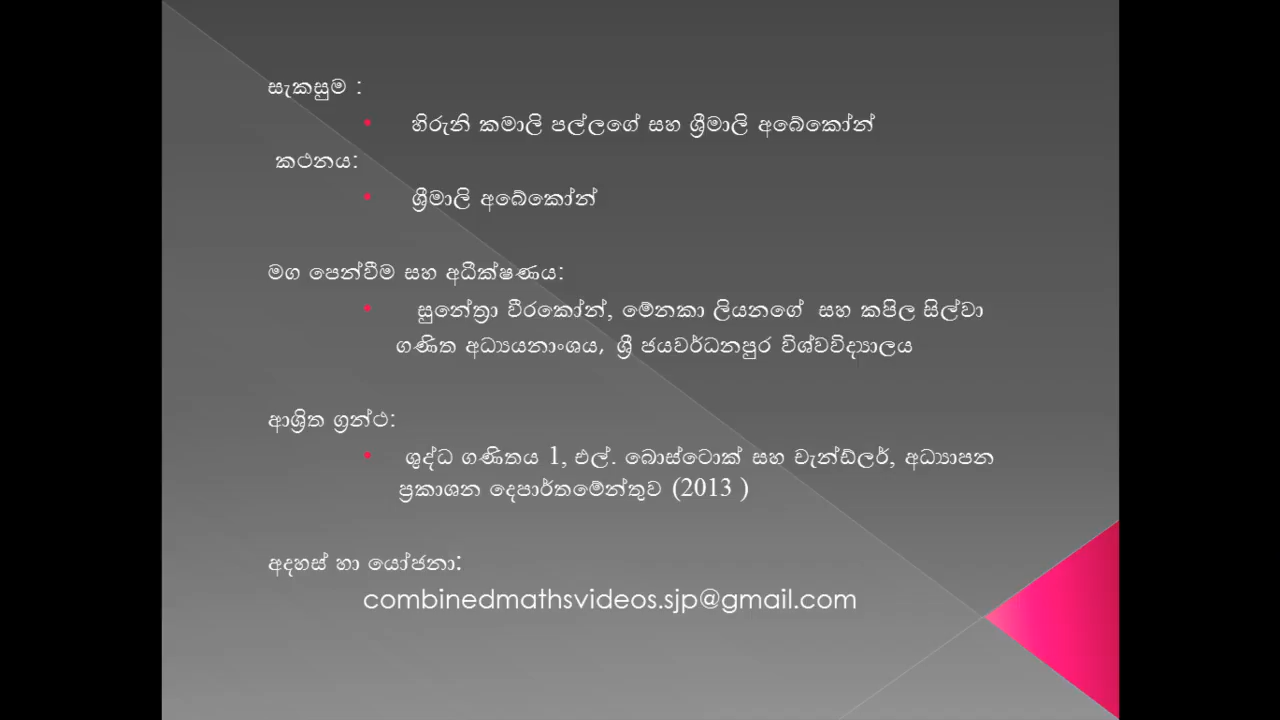 සැකසුම :
• හිරුනි කමාලි පල්ලගේ සහ ශ්‍රීමාලි අබේකෝන්
කථනය:
• ශ්‍රීමාලි අබේකෝන්
මග පෙන්වීම සහ අධීක්ෂණය:
• සුනේත්‍රා වීරකෝන්, මේනකා ලියනගේ සහ කපිල සිල්වා
ගණිත අධ්‍යයනාංශය, ශ්‍රී ජයවර්ධනපුර විශ්වවිද්‍යාලය
ආශ්‍රිත ග්‍රන්ථ:
• ශුද්ධ ගණිතය 1, එල්. බොස්ටොක් සහ චැන්ඩ්ලර්, අධ්‍යාපන
ප්‍රකාශන දෙපාර්තමේන්තුව (2013 )
අදහස් හා යෝජනා:
combinedmathsvideos.sjp@gmail.com